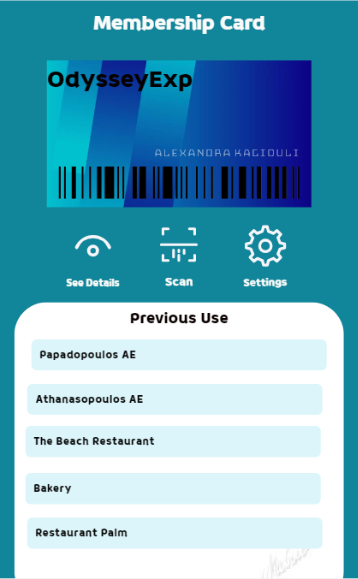 Membership Card
OdysseyExp
ALEXANDRA KAGIOULI
See Details
Scan
Settings
Previous Use
Papadopoulos AE
Athanasopoulos AE
The Beach Restaurant
Bakery
Restaurant Palm